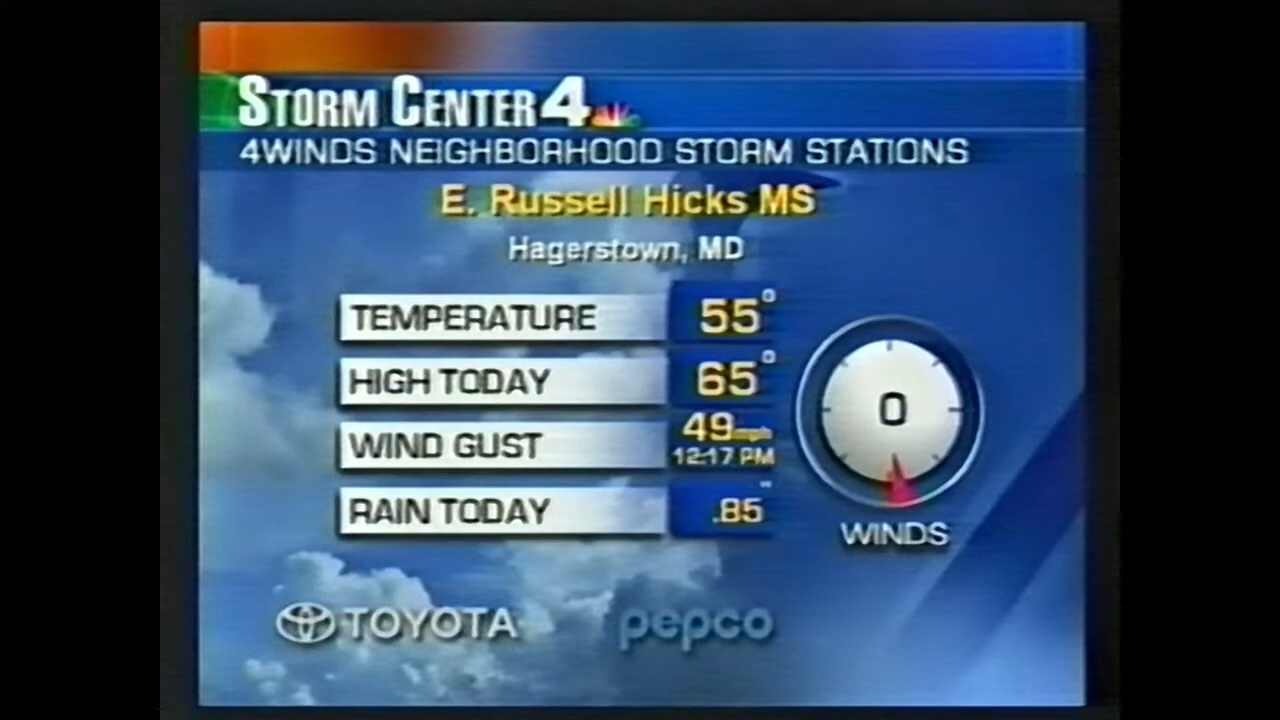 STORM CENTER 4
4WINDS NEIGHBORHOOD STORM STATIONS
E. Russell Hicks MS
Hagerstown, MD
TEMPERATURE 55°
HIGH TODAY 65°
WIND GUST 49mph 12:17 PM
RAIN TODAY .85"
0
WINDS
TOYOTA pepco